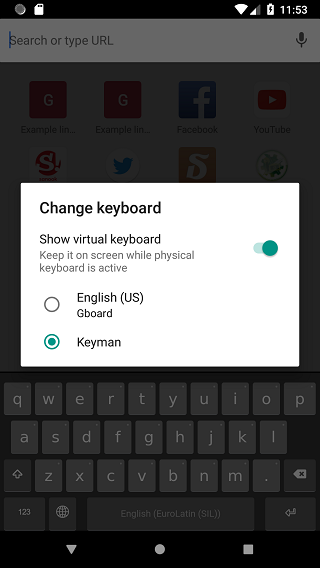 11:53
Search or type URL
G
G
Example lin...
Example lin...
Facebook
YouTube
Change keyboard
Show virtual keyboard
Keep it on screen while physical
keyboard is active
English (US)
Gboard
Keyman
q w e r t y u i o p
a s d f g h j k l
z x c v b n m .
123
English (EuroLatin (SIL))